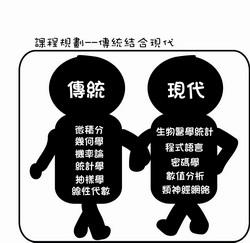 課程規劃--傳統結合現代
傳統
微積分
幾何學
機率論
統計學
抽樣學
線性代數
現代
生物醫學統計
程式語言
密碼學
數值分析
類神經網路